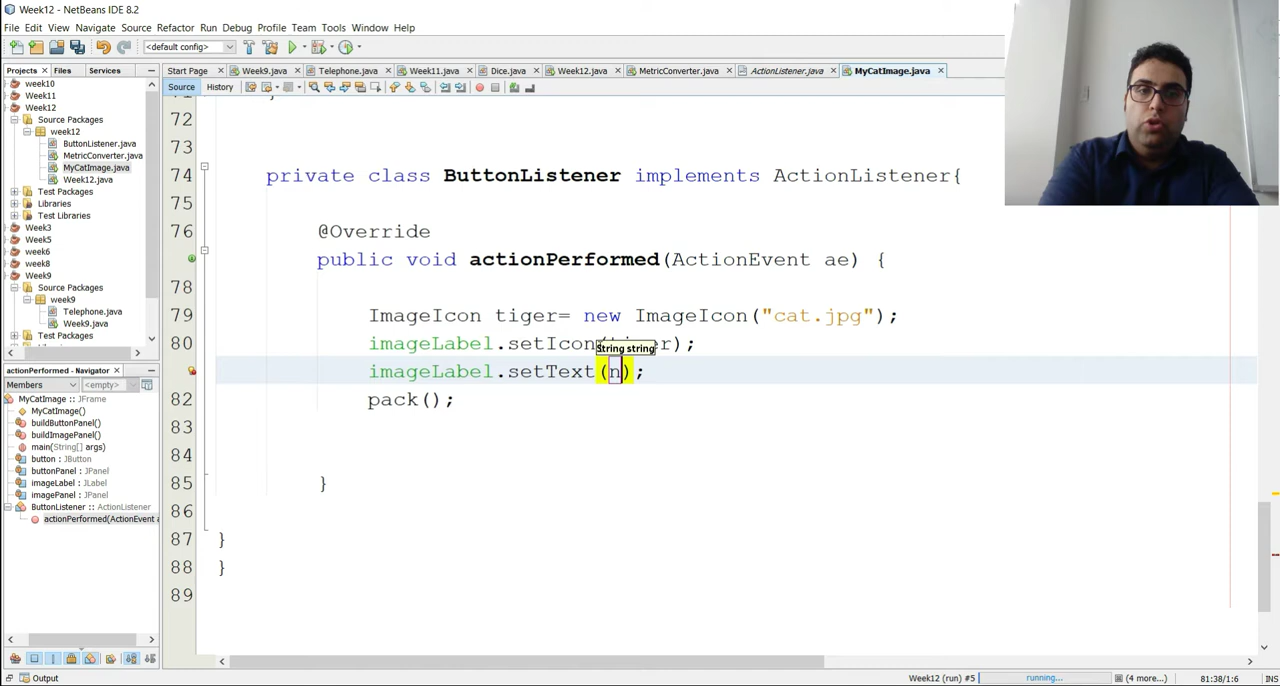 Week12 - NetBeans IDE 8.2
File Edit View Navigate Source Refactor Run Debug Profile Team Tools Window Help
<default config>
Projects Files Services
Start Page Week9.java Telephone.java Week11.java Dice.java Week12.java MetricConverter.java ActionListener.java MyCatImage.java
Source History
week10
Week11
Week12
Source Packages
week12
ButtonListener.java
MetricConverter.java
MyCatImage.java
Week12.java
Test Packages
Libraries
Test Libraries
Week3
Week5
week6
week8
Week9
Source Packages
week9
Telephone.java
Week9.java
Test Packages
actionPerformed - Navigator
Members <empty>
MyCatImage :: JFrame
MyCatImage()
buildButtonPanel()
buildImagePanel()
main(String[] args)
button : JButton
buttonPanel : JPanel
imageLabel : JLabel
imagePanel : JPanel
ButtonListener :: ActionListener
actionPerformed(ActionEvent a
72
73
74 private class ButtonListener implements ActionListener{
75
76 @Override
public void actionPerformed(ActionEvent ae) {
78
79 ImageIcon tiger= new ImageIcon("cat.jpg");
80 imageLabel.setIcon(tiger);
String string
imageLabel.setText(n);
82 pack();
83
84
85 }
86
87 }
88 }
89
Output
Week12 (run) #5 running... (4 more...) 81:38/1:6 INS